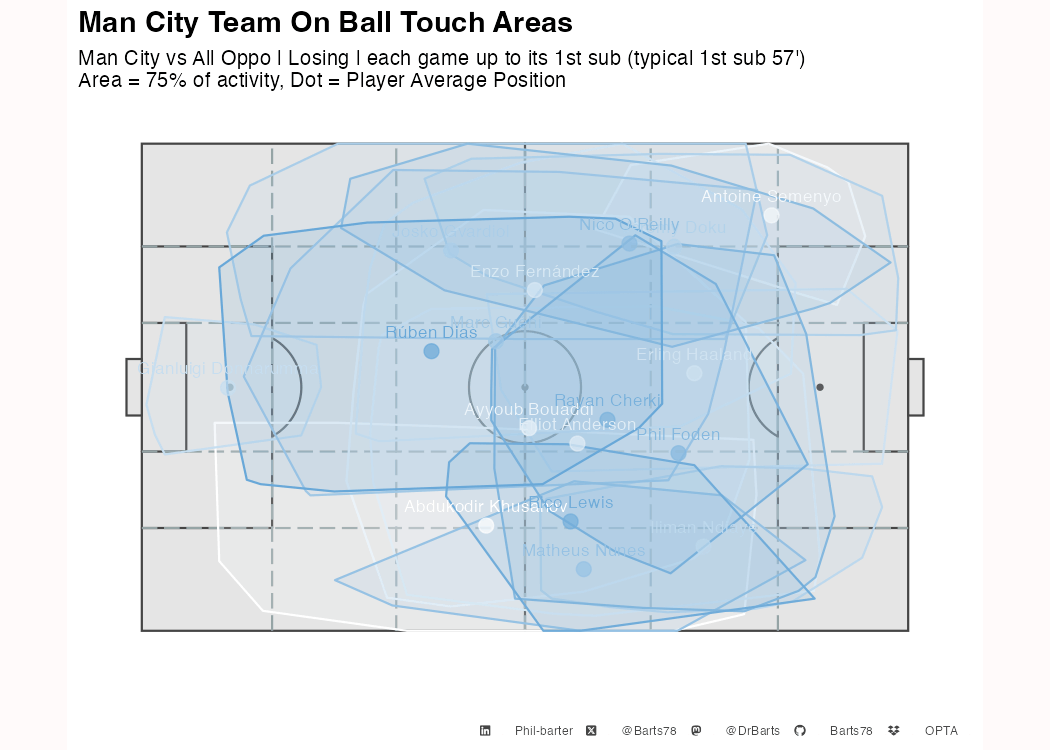 Man City Team On Ball Touch Areas
Man City vs All Oppo | Losing | each game up to its 1st sub (typical 1st sub 57')
Area = 75% of activity, Dot = Player Average Position
Antoine Semenyo
Nico O'Reilly
Doku
Enzo Fernández
Rúben Dias
Gianluigi
Erling Haaland
Rayan Cherki
Ayyoub Bouaddi
Elliot Anderson
Phil Foden
Abdukodir Khusanov
Rico Lewis
Matheus Nunes
Phil-barter
@Barts78
@DrBarts
Barts78
OPTA